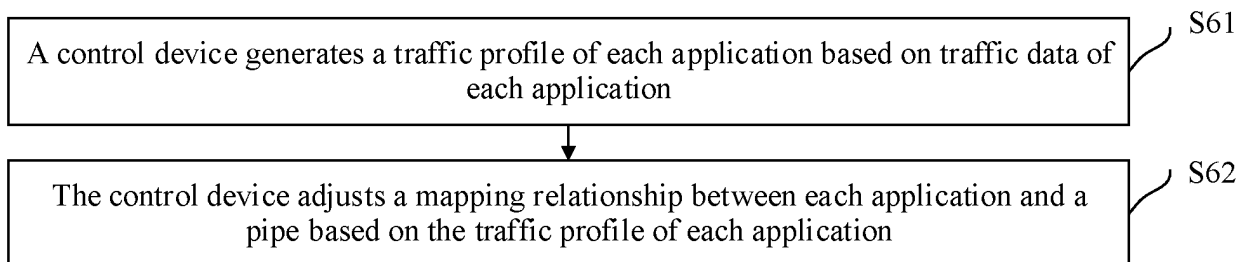 S61
A control device generates a traffic profile of each application based on traffic data of
each application
S62
The control device adjusts a mapping relationship between each application and a
pipe based on the traffic profile of each application